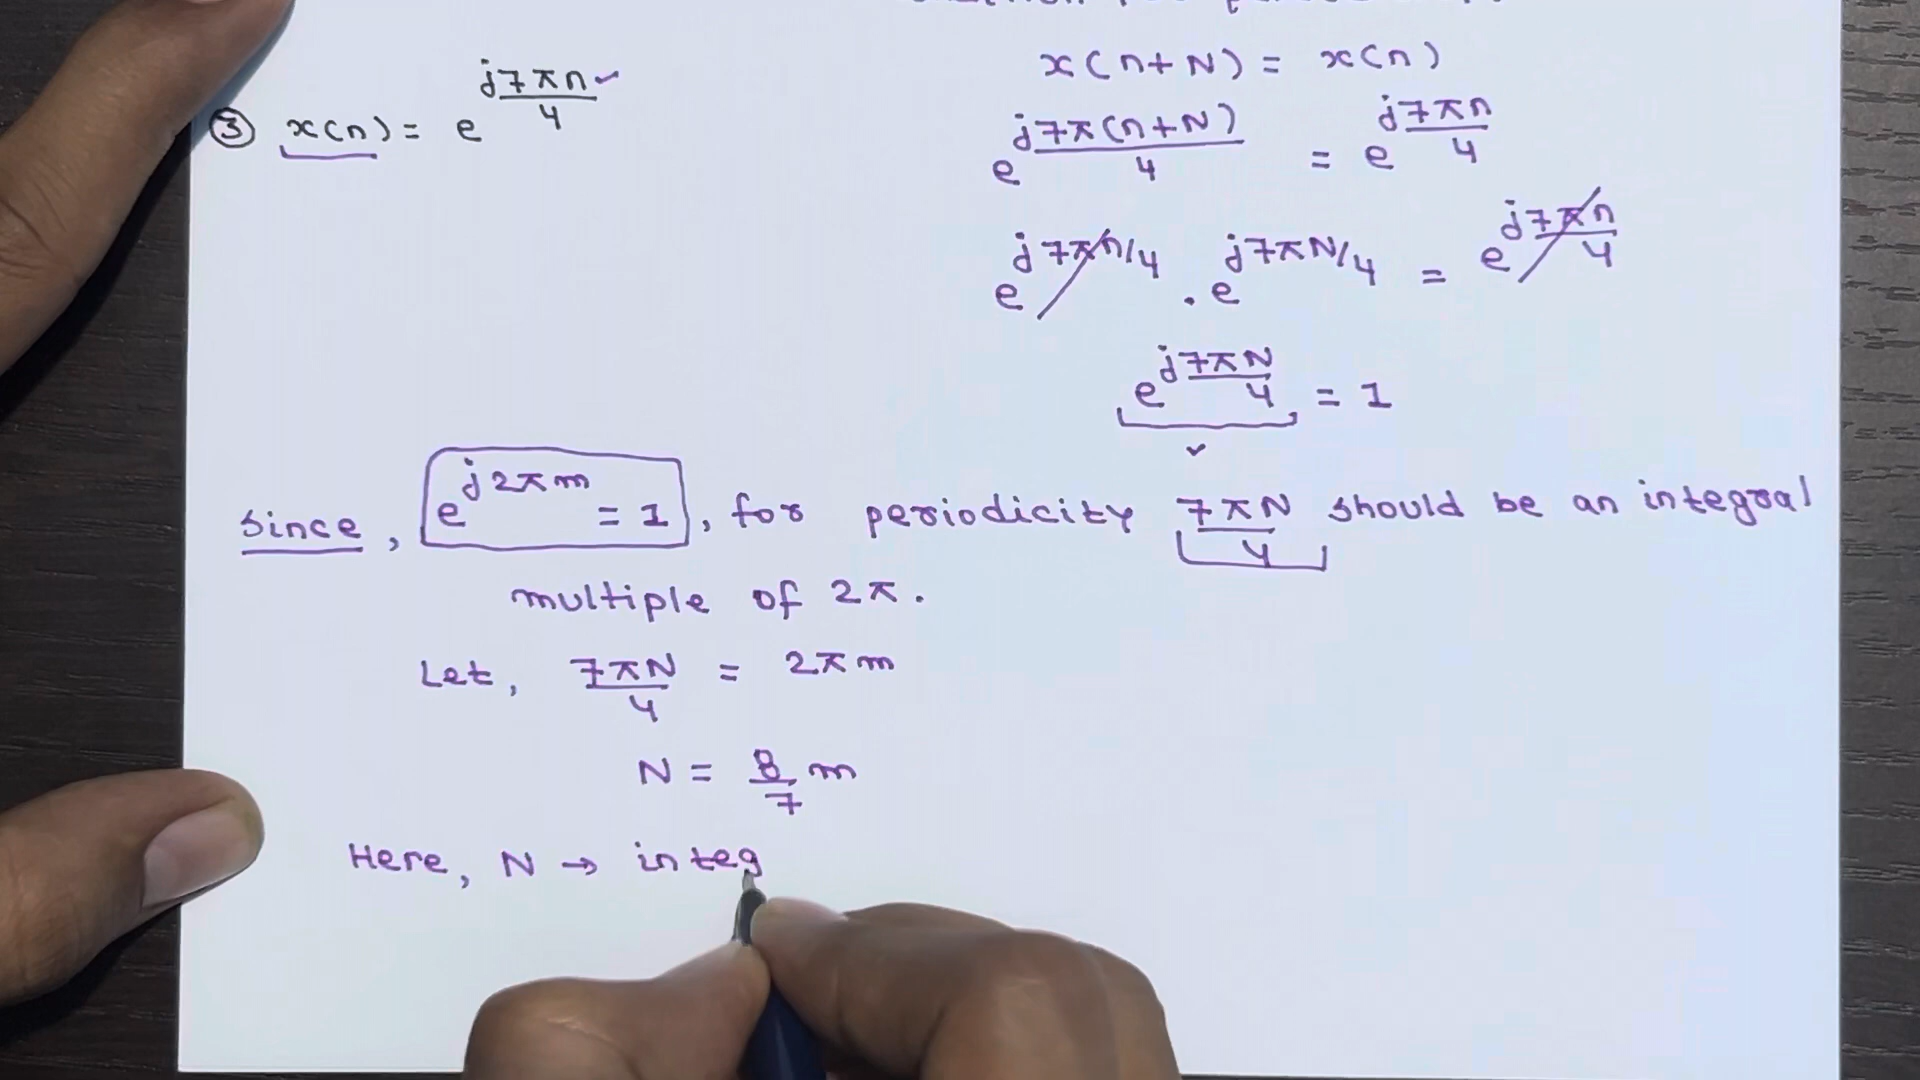 x(n+N) = x(n)
③ x(n) = e^(j7πn/4)
e^(j7π(n+N)/4) = e^(j7πn/4)
e^(j7πn/4) . e^(j7πN/4) = e^(j7πn/4)
e^(j7πN/4) = 1
since, e^(j2πm) = 1, for periodicity 7πN/4 should be an integral
multiple of 2π.
Let, 7πN/4 = 2πm
N = 8/7 m
Here, N → integ